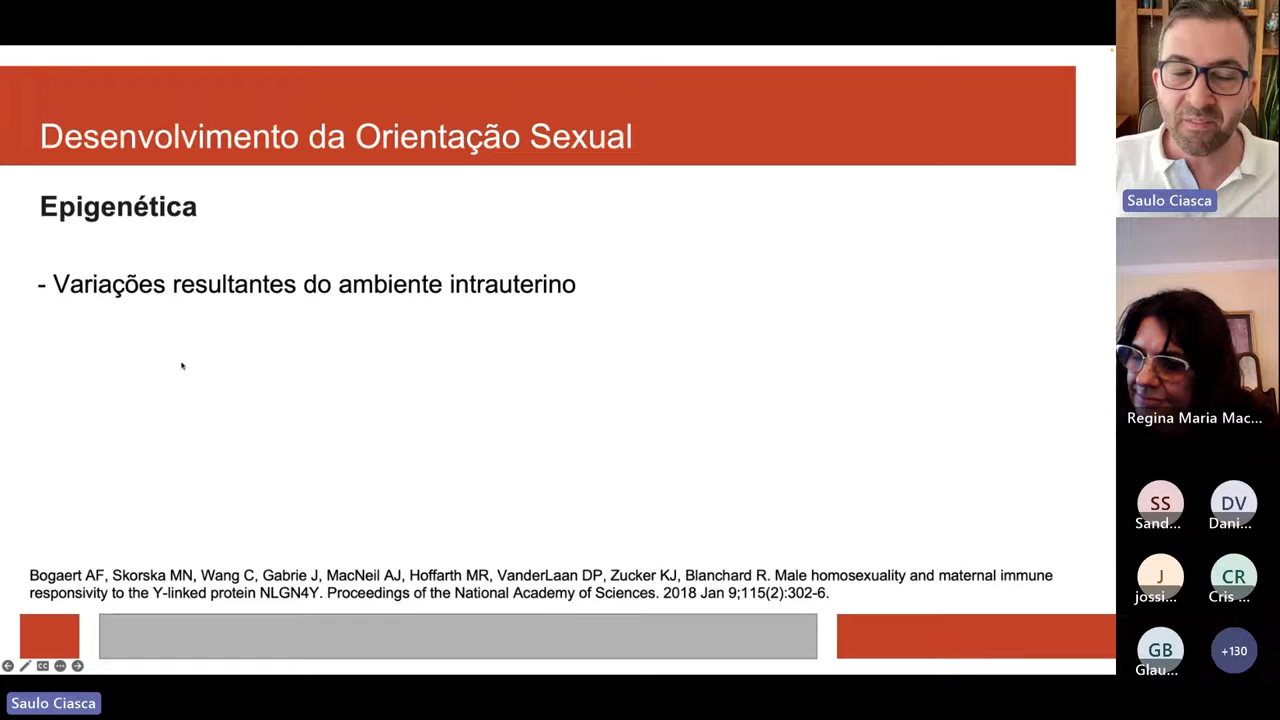 Desenvolvimento da Orientação Sexual
Epigenética
- Variações resultantes do ambiente intrauterino
Bogaert AF, Skorska MN, Wang C, Gabrie J, MacNeil AJ, Hoffarth MR, VanderLaan DP, Zucker KJ, Blanchard R. Male homosexuality and maternal immune
responsivity to the Y-linked protein NLGN4Y. Proceedings of the National Academy of Sciences. 2018 Jan 9;115(2):302-6.
CC
Saulo Ciasca
Saulo Ciasca
Regina Maria Mac...
SS
DV
Sand...
Dani...
J
CR
jossi...
Cris ...
GB
+130
Glau...